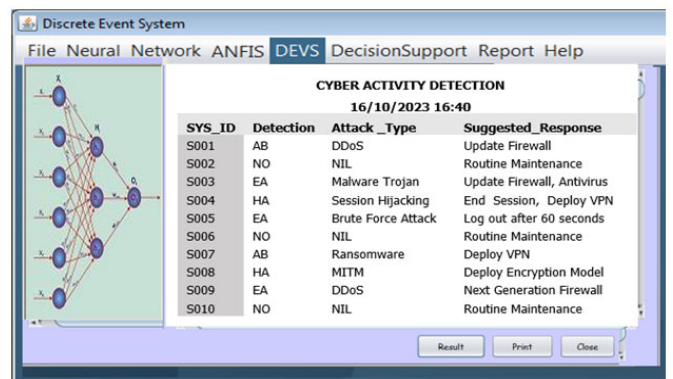 Discrete Event System
File Neural Network ANFIS DEVS DecisionSupport Report Help
CYBER ACTIVITY DETECTION
16/10/2023 16:40
SYS_ID Detection Attack _Type Suggested_Response
S001 AB DDoS Update Firewall
S002 NO NIL Routine Maintenance
S003 EA Malware Trojan Update Firewall, Antivirus
S004 HA Session Hijacking End Session, Deploy VPN
S005 EA Brute Force Attack Log out after 60 seconds
S006 NO NIL Routine Maintenance
S007 AB Ransomware Deploy VPN
S008 HA MITM Deploy Encryption Model
S009 EA DDoS Next Generation Firewall
S010 NO NIL Routine Maintenance
Result Print Close